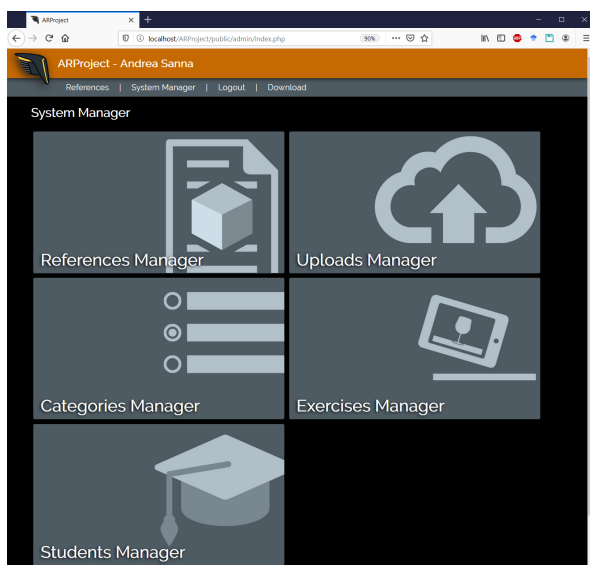 ARProject
localhost/ARProject/public/admin/index.php
90%
ARProject - Andrea Sanna
References | System Manager | Logout | Download
System Manager
References Manager
Uploads Manager
Categories Manager
Exercises Manager
Students Manager